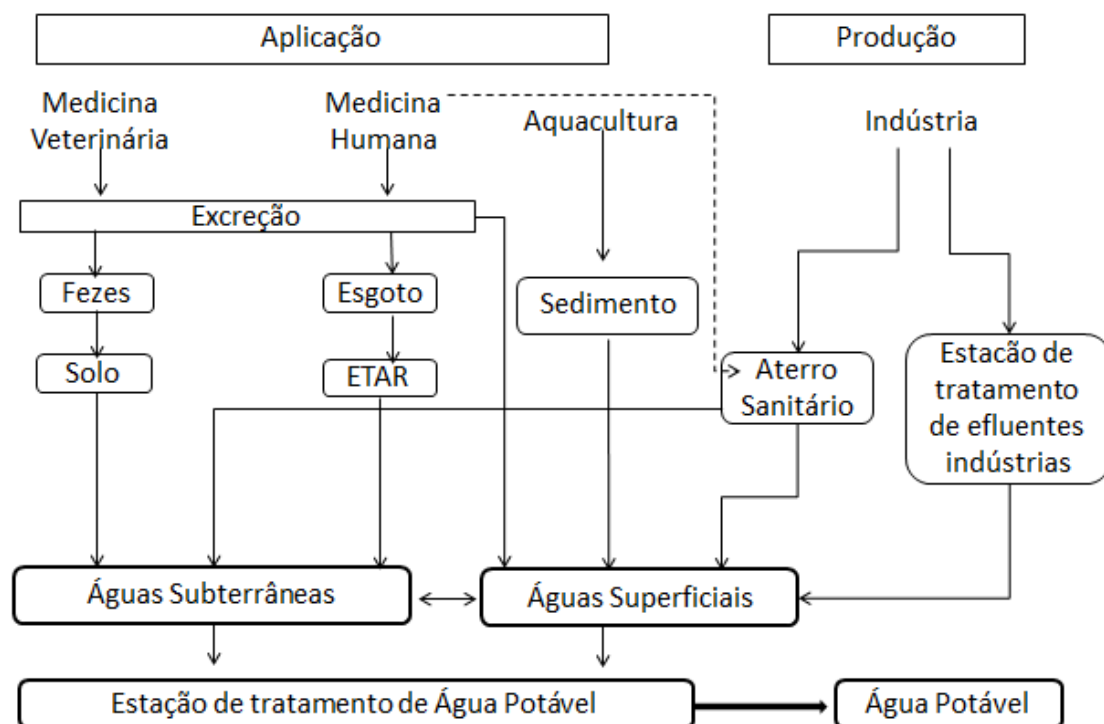 Aplicação
Produção
Medicina
Veterinária
Medicina
Humana
Aquacultura
Indústria
Excreção
Fezes
Esgoto
Sedimento
Solo
ETAR
Aterro
Sanitário
Estacão de
tratamento
de efluentes
indústrias
Águas Subterrâneas
Águas Superficiais
Estação de tratamento de Água Potável
Água Potável